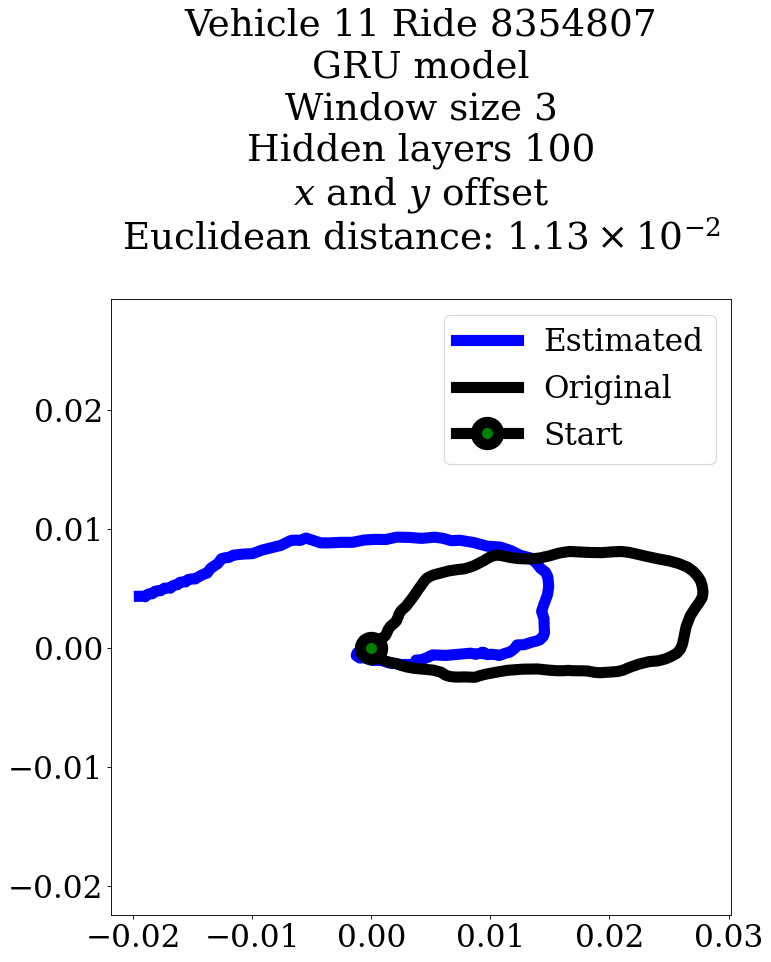 Vehicle 11 Ride 8354807
GRU model
Window size 3
Hidden layers 100
x and y offset
Euclidean distance: 1.13 × 10⁻²
Estimated
Original
Start
0.02
0.01
0.00
−0.01
−0.02
−0.02 −0.01 0.00 0.01 0.02 0.03